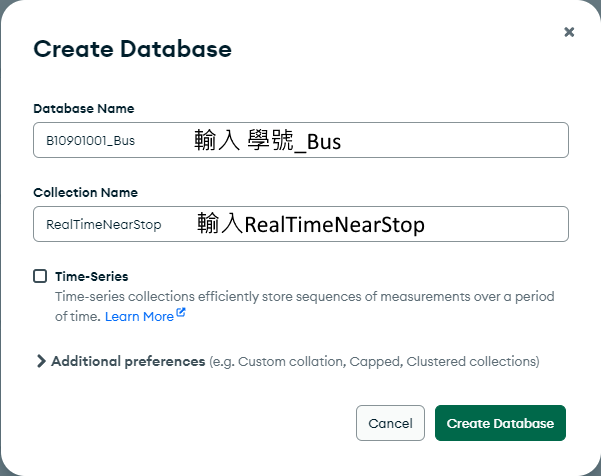 Create Database
Database Name
B10901001_Bus 輸入 學號_Bus
Collection Name
RealTimeNearStop 輸入RealTimeNearStop
Time-Series
Time-series collections efficiently store sequences of measurements over a period
of time. Learn More
Additional preferences (e.g. Custom collation, Capped, Clustered collections)
Cancel Create Database